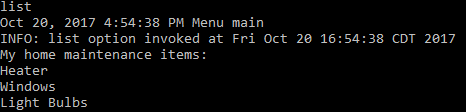 list
Oct 20, 2017 4:54:38 PM Menu main
INFO: list option invoked at Fri Oct 20 16:54:38 CDT 2017
My home maintenance items:
Heater
Windows
Light Bulbs